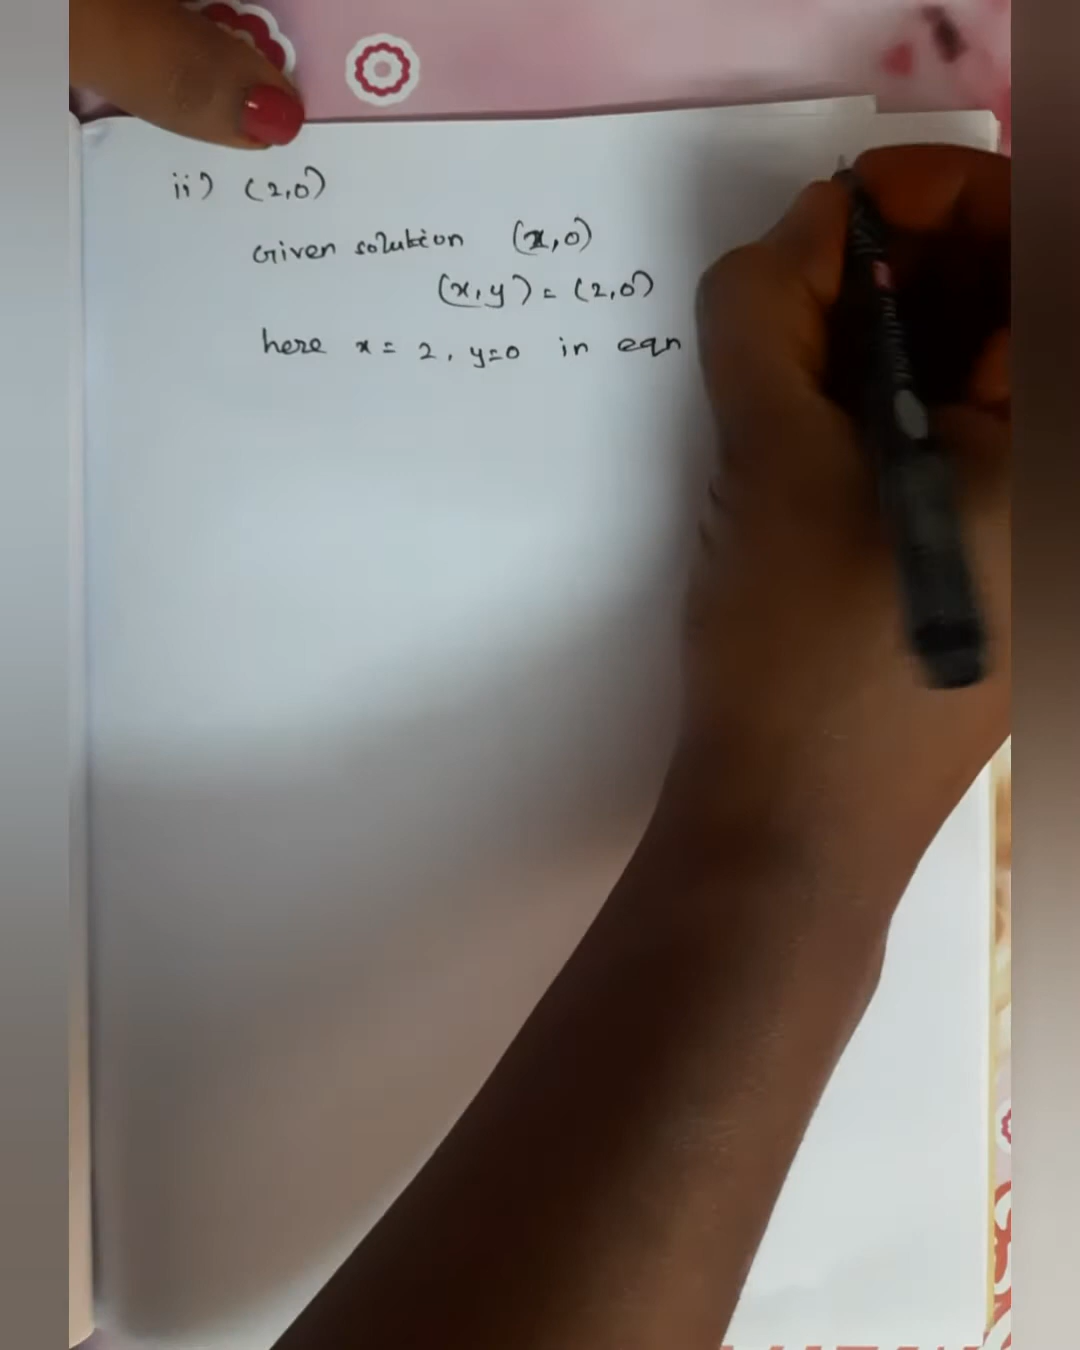 ii) (2,0)
Given solution (x,0)
(x,y) = (2,0)
here x = 2, y=0 in eqn